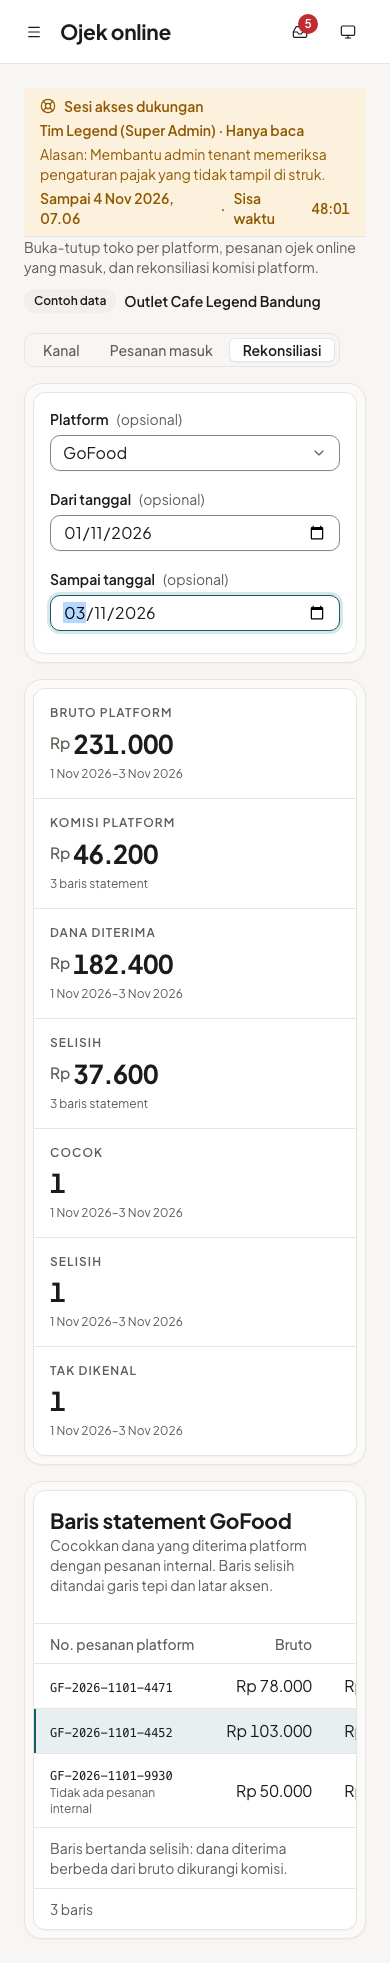 Ojek online
5
Sesi akses dukungan
Tim Legend (Super Admin) · Hanya baca
Alasan: Membantu admin tenant memeriksa
pengaturan pajak yang tidak tampil di struk.
Sampai 4 Nov 2026, 07.06 · Sisa waktu 48:01
Buka-tutup toko per platform, pesanan ojek online
yang masuk, dan rekonsiliasi komisi platform.
Contoh data Outlet Cafe Legend Bandung
Kanal Pesanan masuk Rekonsiliasi
Platform (opsional)
GoFood
Dari tanggal (opsional)
01/11/2026
Sampai tanggal (opsional)
03/11/2026
BRUTO PLATFORM
Rp 231.000
1 Nov 2026–3 Nov 2026
KOMISI PLATFORM
Rp 46.200
3 baris statement
DANA DITERIMA
Rp 182.400
1 Nov 2026–3 Nov 2026
SELISIH
Rp 37.600
3 baris statement
COCOK
1
1 Nov 2026–3 Nov 2026
SELISIH
1
1 Nov 2026–3 Nov 2026
TAK DIKENAL
1
1 Nov 2026–3 Nov 2026
Baris statement GoFood
Cocokkan dana yang diterima platform
dengan pesanan internal. Baris selisih
ditandai garis tepi dan latar aksen.
No. pesanan platform Bruto
GF-2026-1101-4471 Rp 78.000
GF-2026-1101-4452 Rp 103.000
GF-2026-1101-9930 Rp 50.000
Tidak ada pesanan
internal
Baris bertanda selisih: dana diterima
berbeda dari bruto dikurangi komisi.
3 baris